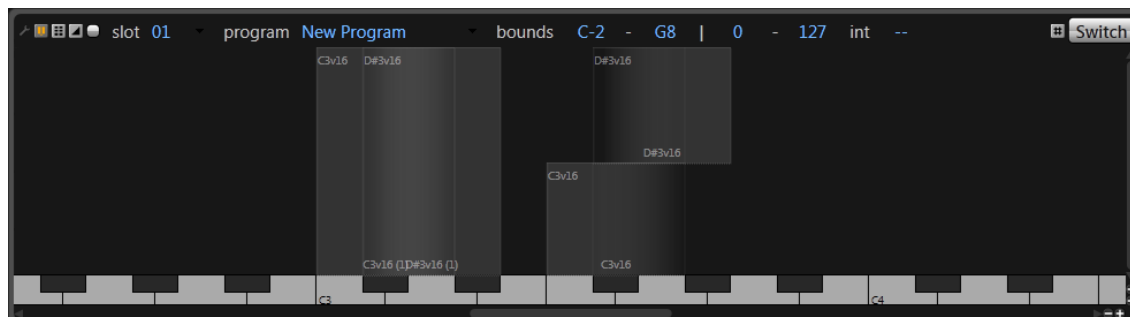 slot 01 program New Program bounds C-2 - G8 | 0 - 127 int -- Switch
C3v16 D#3v16 D#3v16
D#3v16
C3v16
C3v16 (1)D#3v16 (1) C3v16
C3 C4